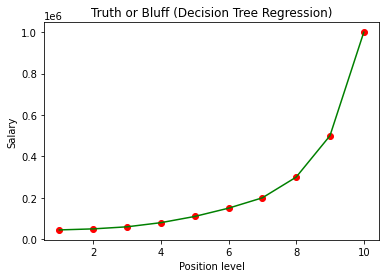 Truth or Bluff (Decision Tree Regression)
1e6
1.0
0.8
0.6
0.4
0.2
0.0
Salary
2 4 6 8 10
Position level